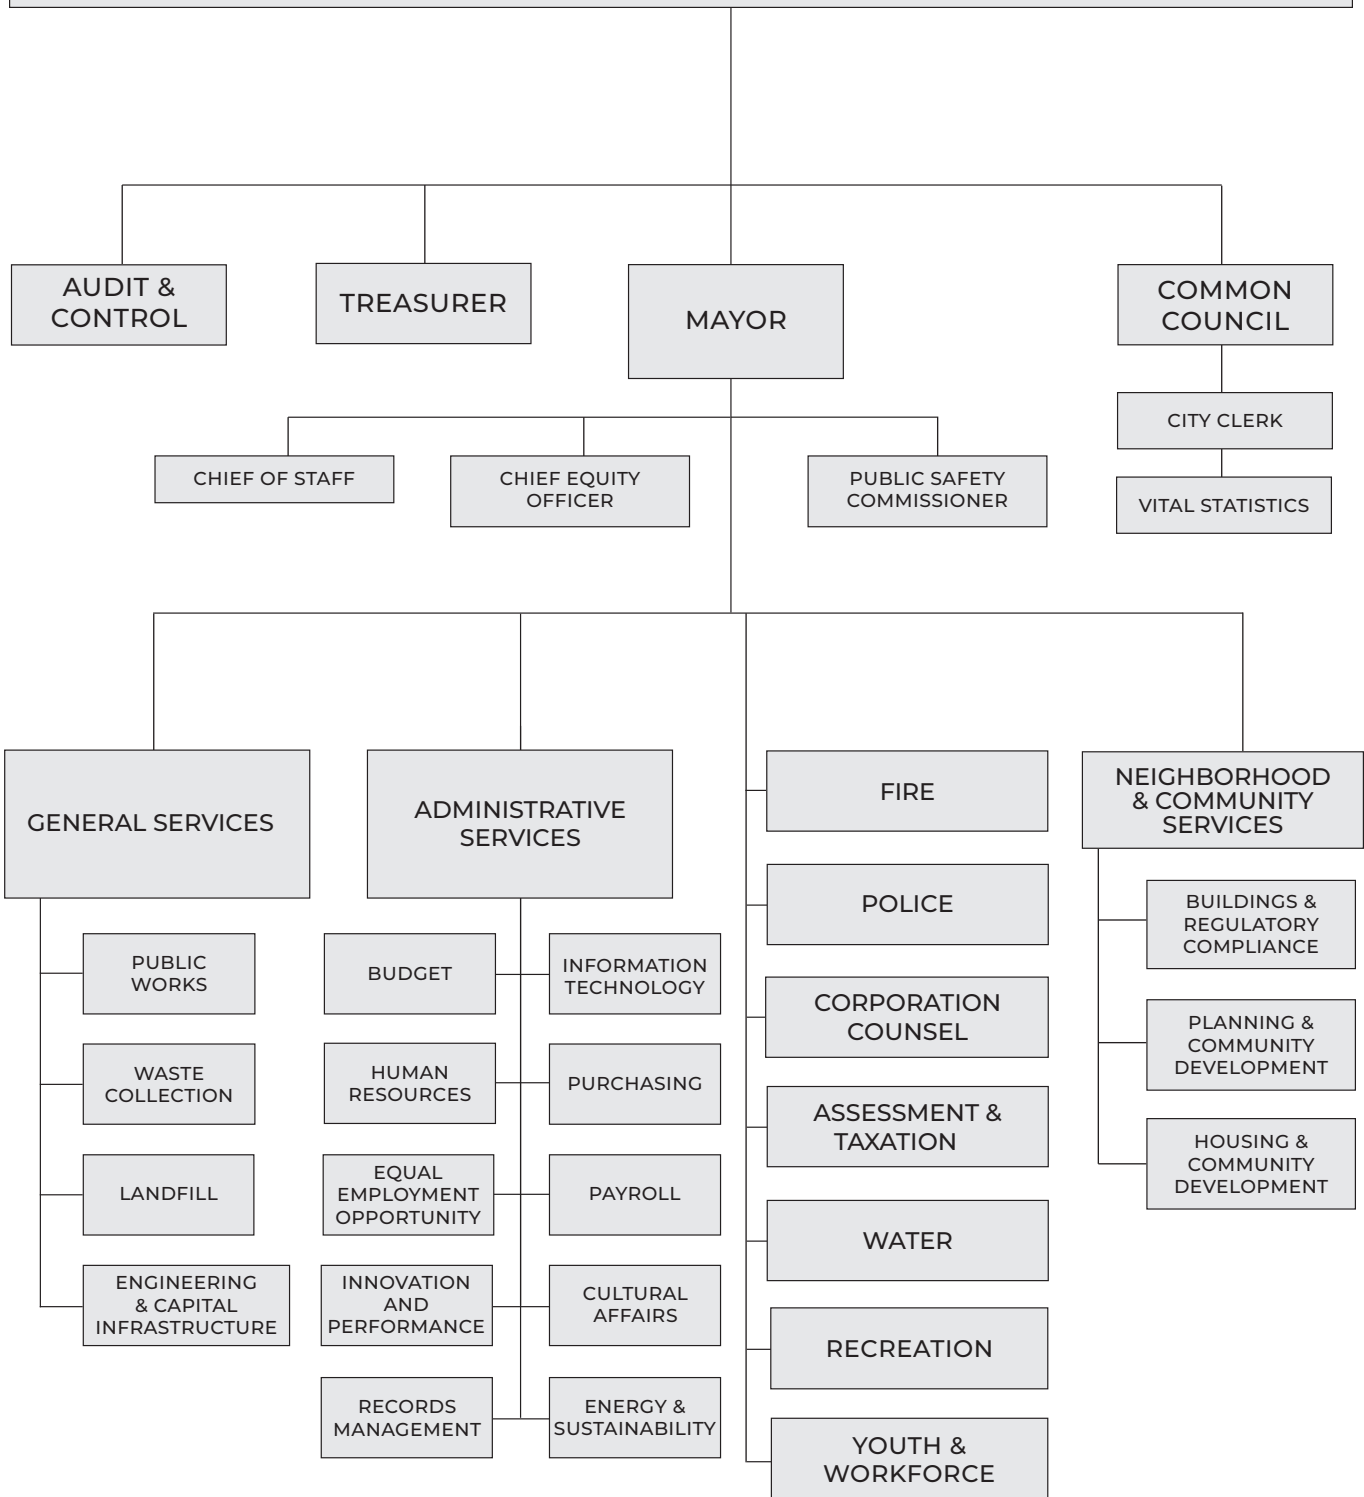 AUDIT &
CONTROL
TREASURER
MAYOR
COMMON
COUNCIL
CITY CLERK
VITAL STATISTICS
CHIEF OF STAFF
CHIEF EQUITY
OFFICER
PUBLIC SAFETY
COMMISSIONER
GENERAL SERVICES
PUBLIC
WORKS
WASTE
COLLECTION
LANDFILL
ENGINEERING
& CAPITAL
INFRASTRUCTURE
ADMINISTRATIVE
SERVICES
BUDGET
INFORMATION
TECHNOLOGY
HUMAN
RESOURCES
PURCHASING
EQUAL
EMPLOYMENT
OPPORTUNITY
PAYROLL
INNOVATION
AND
PERFORMANCE
CULTURAL
AFFAIRS
RECORDS
MANAGEMENT
ENERGY &
SUSTAINABILITY
FIRE
POLICE
CORPORATION
COUNSEL
ASSESSMENT &
TAXATION
WATER
RECREATION
YOUTH &
WORKFORCE
NEIGHBORHOOD
& COMMUNITY
SERVICES
BUILDINGS &
REGULATORY
COMPLIANCE
PLANNING &
COMMUNITY
DEVELOPMENT
HOUSING &
COMMUNITY
DEVELOPMENT